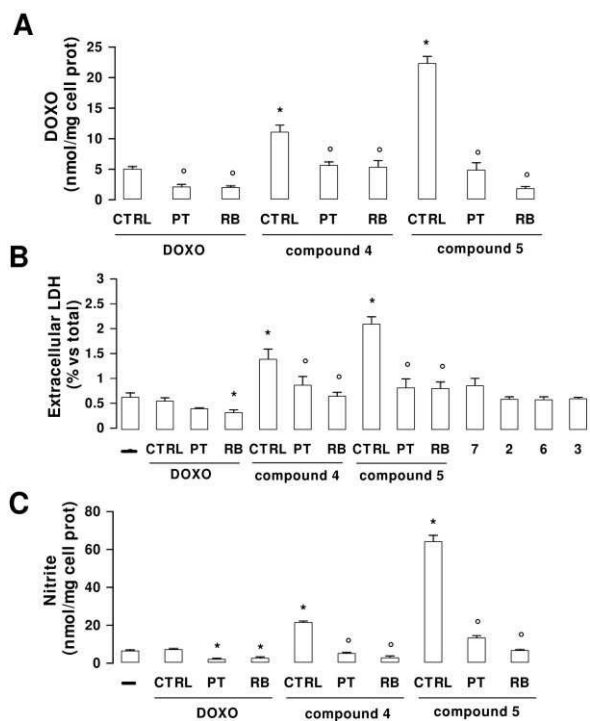 A
DOXO
(nmol/mg cell prot)
25
20
15
10
5
0
* * ° ° ° ° ° °
CTRL PT RB CTRL PT RB CTRL PT RB
DOXO compound 4 compound 5
B
Extracellular LDH
(% vs total)
3
2.5
2
1.5
1
0.5
0
* * * ° ° ° °
– CTRL PT RB CTRL PT RB CTRL PT RB 7 2 6 3
DOXO compound 4 compound 5
C
Nitrite
(nmol/mg cell prot)
80
60
40
20
0
* * * * ° ° ° °
– CTRL PT RB CTRL PT RB CTRL PT RB
DOXO compound 4 compound 5